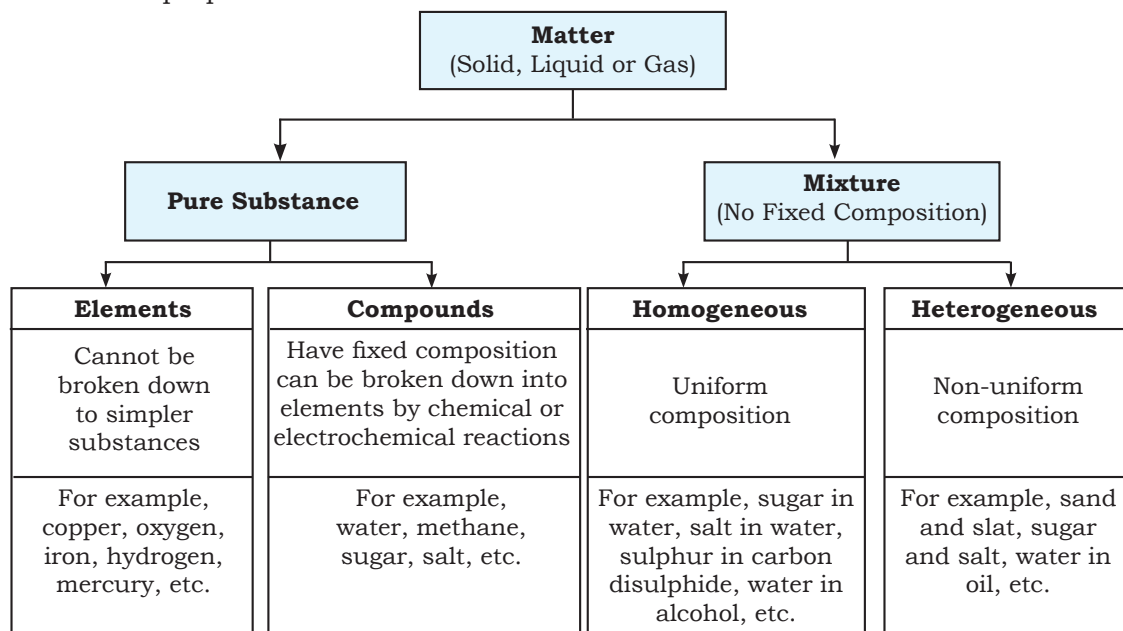 Matter
(Solid, Liquid or Gas)
Pure Substance
Mixture
(No Fixed Composition)
Elements
Cannot be
broken down
to simpler
substances
For example,
copper, oxygen,
iron, hydrogen,
mercury, etc.
Compounds
Have fixed composition
can be broken down into
elements by chemical or
electrochemical reactions
For example,
water, methane,
sugar, salt, etc.
Homogeneous
Uniform
composition
For example, sugar in
water, salt in water,
sulphur in carbon
disulphide, water in
alcohol, etc.
Heterogeneous
Non-uniform
composition
For example, sand
and slat, sugar
and salt, water in
oil, etc.